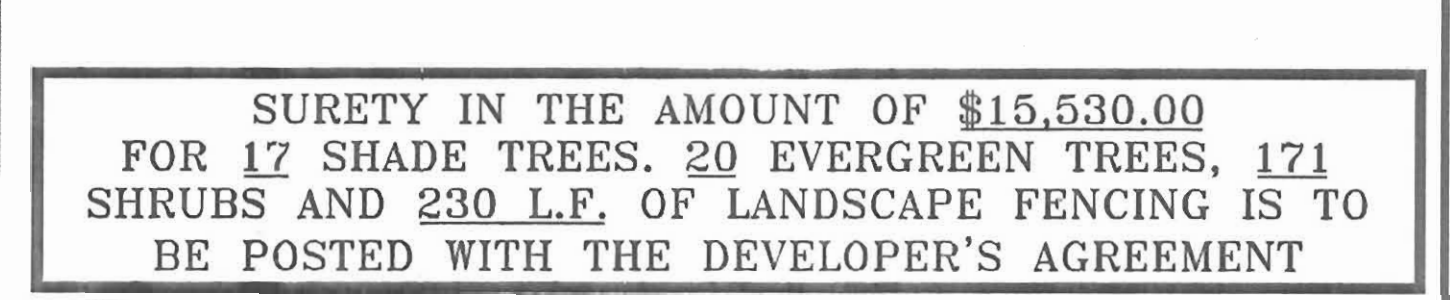 SURETY IN THE AMOUNT OF $15,530.00
FOR 17 SHADE TREES. 20 EVERGREEN TREES, 171
SHRUBS AND 230 L.F. OF LANDSCAPE FENCING IS TO
BE POSTED WITH THE DEVELOPER'S AGREEMENT